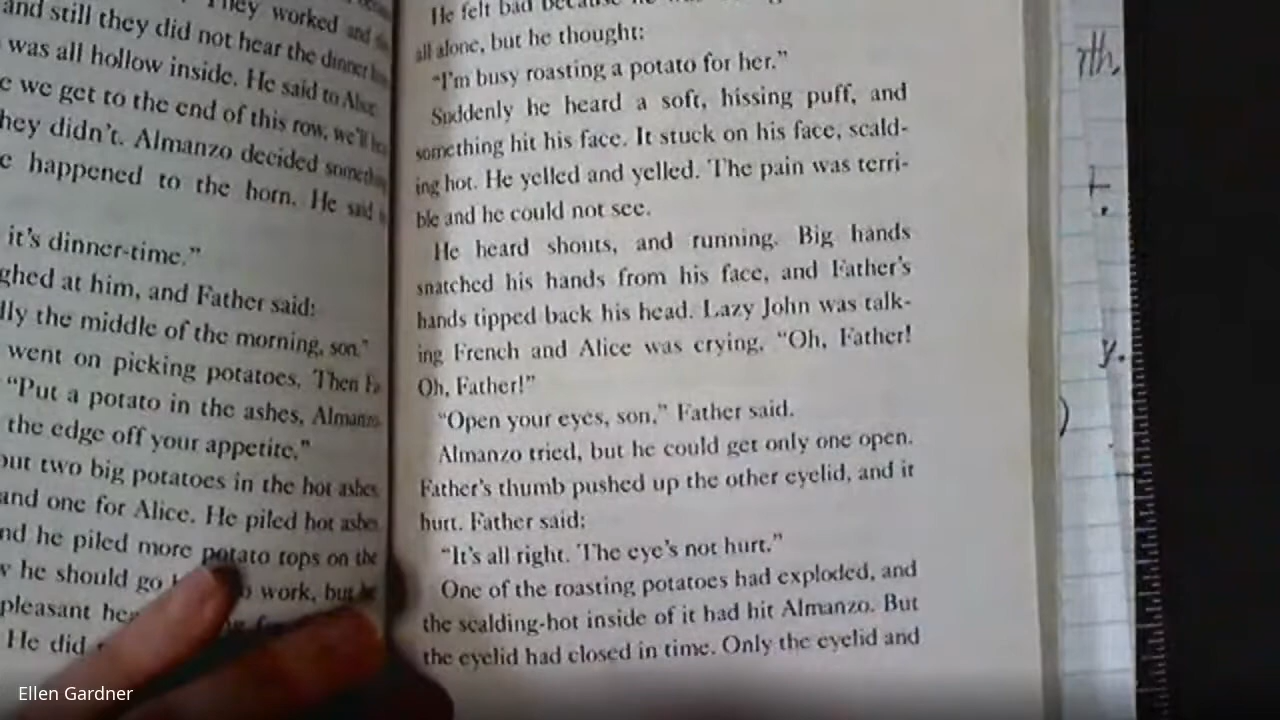 They worked and
and still they did not hear the dinner
was all hollow inside. He said to Alice
we get to the end of this row, we'll
they didn't. Almanzo decided something
happened to the horn. He said
it's dinner-time."
at him, and Father said:
the middle of the morning, son."
went on picking potatoes. Then
"Put a potato in the ashes, Almanzo
the edge off your appetite."
two big potatoes in the hot ashes
and one for Alice. He piled hot ashes
he piled more potato tops on the
he should go work, but he
pleasant
He did
He felt bad because he was
all alone, but he thought:
"I'm busy roasting a potato for her."
Suddenly he heard a soft, hissing puff, and
something hit his face. It stuck on his face, scald-
ing hot. He yelled and yelled. The pain was terri-
ble and he could not see.
He heard shouts, and running. Big hands
snatched his hands from his face, and Father's
hands tipped back his head. Lazy John was talk-
ing French and Alice was crying, "Oh, Father!
Oh, Father!"
"Open your eyes, son," Father said.
Almanzo tried, but he could get only one open.
Father's thumb pushed up the other eyelid, and it
hurt. Father said:
"It's all right. The eye's not hurt."
One of the roasting potatoes had exploded, and
the scalding-hot inside of it had hit Almanzo. But
the eyelid had closed in time. Only the eyelid and
7th,
t.
y.
Ellen Gardner